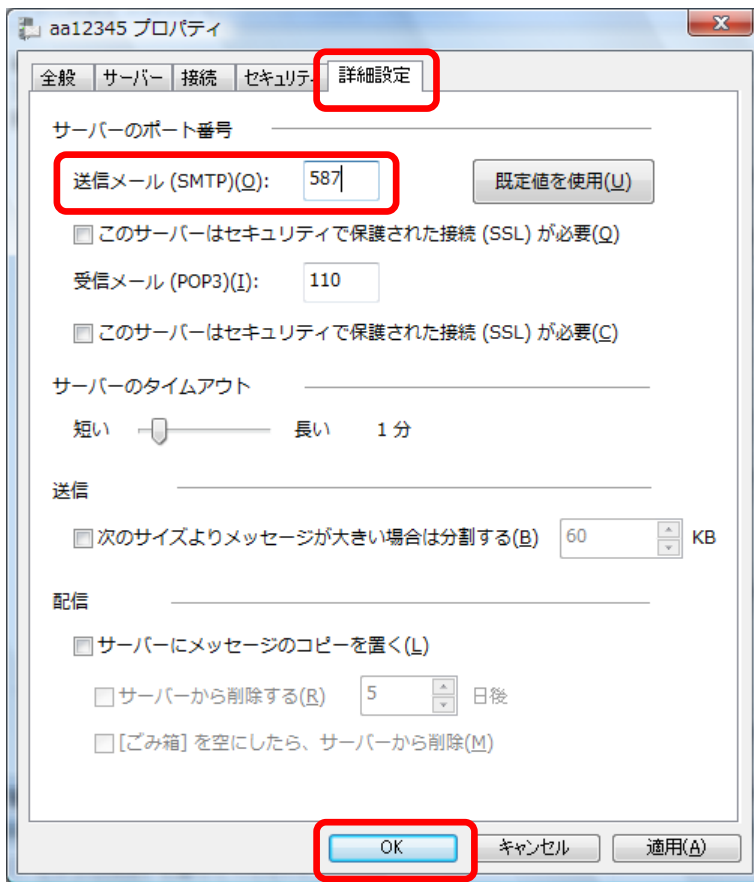 aa12345 プロパティ
全般 サーバー 接続 セキュリティ 詳細設定
サーバーのポート番号
送信メール (SMTP)(O): 587 既定値を使用(U)
このサーバーはセキュリティで保護された接続 (SSL) が必要(Q)
受信メール (POP3)(I): 110
このサーバーはセキュリティで保護された接続 (SSL) が必要(C)
サーバーのタイムアウト
短い 長い 1 分
送信
次のサイズよりメッセージが大きい場合は分割する(B) 60 KB
配信
サーバーにメッセージのコピーを置く(L)
サーバーから削除する(R) 5 日後
[ごみ箱] を空にしたら、サーバーから削除(M)
OK キャンセル 適用(A)